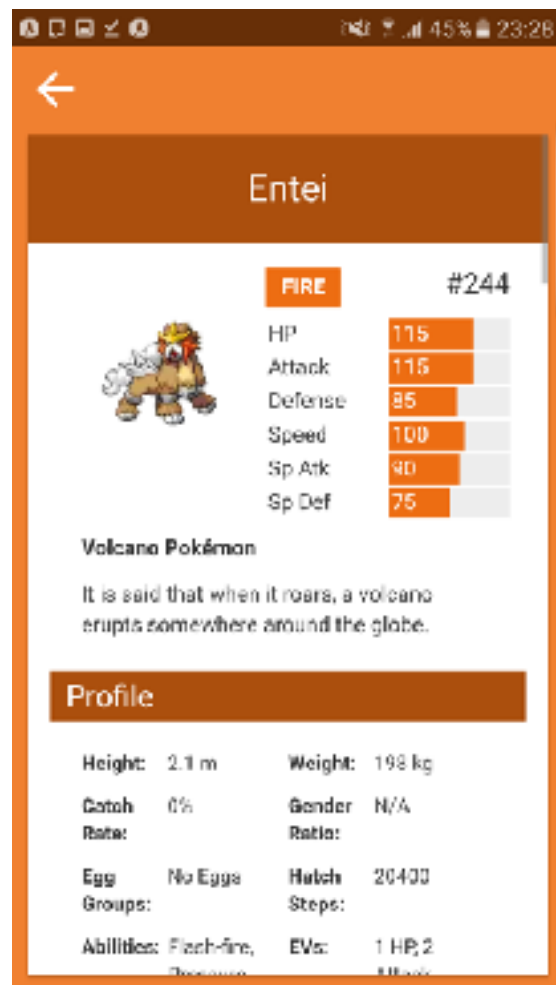 45% 23:26
Entei
FIRE #244
HP 115
Attack 115
Defense 85
Speed 100
Sp Atk 90
Sp Def 75
Volcano Pokémon
It is said that when it roars, a volcano
erupts somewhere around the globe.
Profile
Height: 2.1 m Weight: 198 kg
Catch Rate: 0% Gender Ratio: N/A
Egg Groups: No Eggs Hatch Steps: 20400
Abilities: Flash-fire, EVs: 1 HP, 2